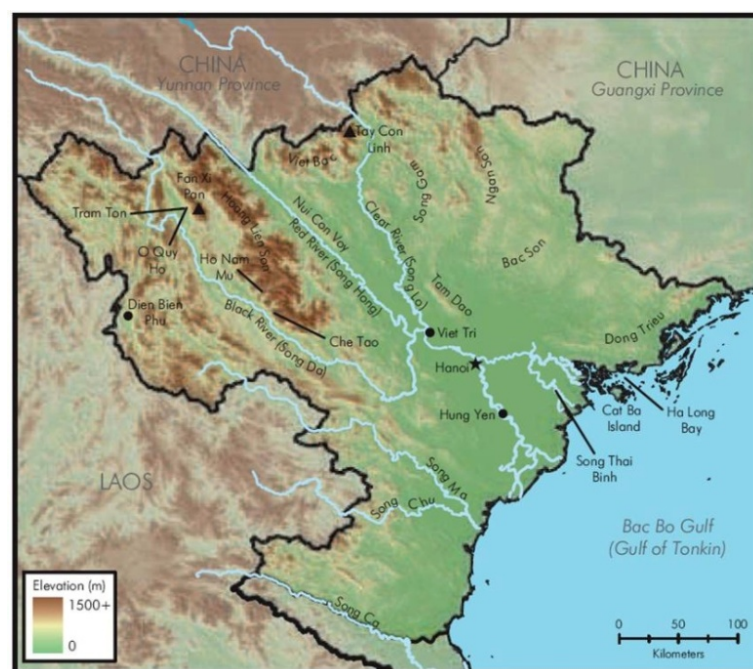 CHINA
Yunnan Province
CHINA
Guangxi Province
Tay Con
Linh
Viet Bac
Song Gam
Ngan Son
Fan Xi
Pan
Tram Ton
Hoang Lien Son
Nui Con Voy
Red River (Song Hong)
Clear River (Song Lo)
O Quy
Ho
Ho Nam
Mu
Bac Son
Tam Dao
Dien Bien
Phu
Black River (Song Da)
Che Tao
Viet Tri
Dong Trieu
Hanoi
Hung Yen
Cat Ba
Island
Ha Long
Bay
Song Thai
Binh
LAOS
Song Ma
Song Chu
Bac Bo Gulf
(Gulf of Tonkin)
Song Ca
Elevation (m)
1500+
0
0 25 50 100
Kilometers